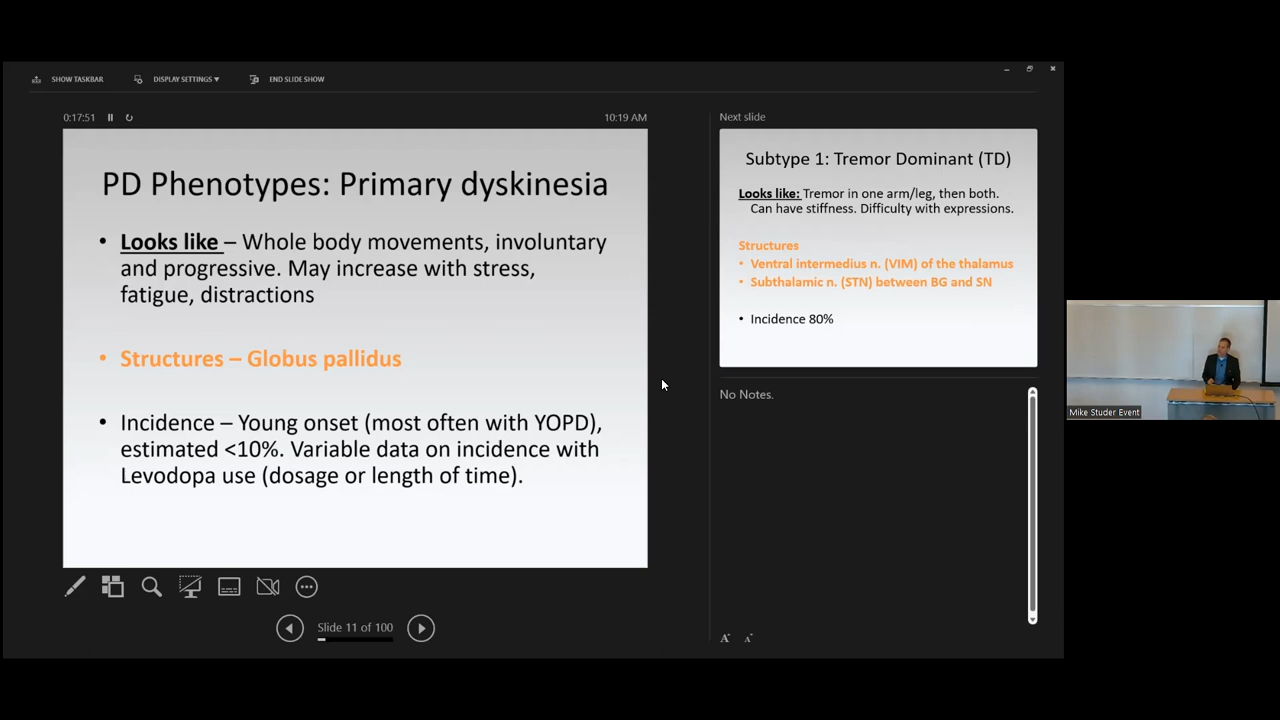 SHOW TASKBAR DISPLAY SETTINGS ▼ END SLIDE SHOW
0:17:51 10:19 AM
PD Phenotypes: Primary dyskinesia
• Looks like – Whole body movements, involuntary
and progressive. May increase with stress,
fatigue, distractions
• Structures – Globus pallidus
• Incidence – Young onset (most often with YOPD),
estimated <10%. Variable data on incidence with
Levodopa use (dosage or length of time).
Slide 11 of 100
Next slide
Subtype 1: Tremor Dominant (TD)
Looks like: Tremor in one arm/leg, then both.
Can have stiffness. Difficulty with expressions.
Structures
• Ventral intermedius n. (VIM) of the thalamus
• Subthalamic n. (STN) between BG and SN
• Incidence 80%
No Notes.
A A
Mike Studer Event